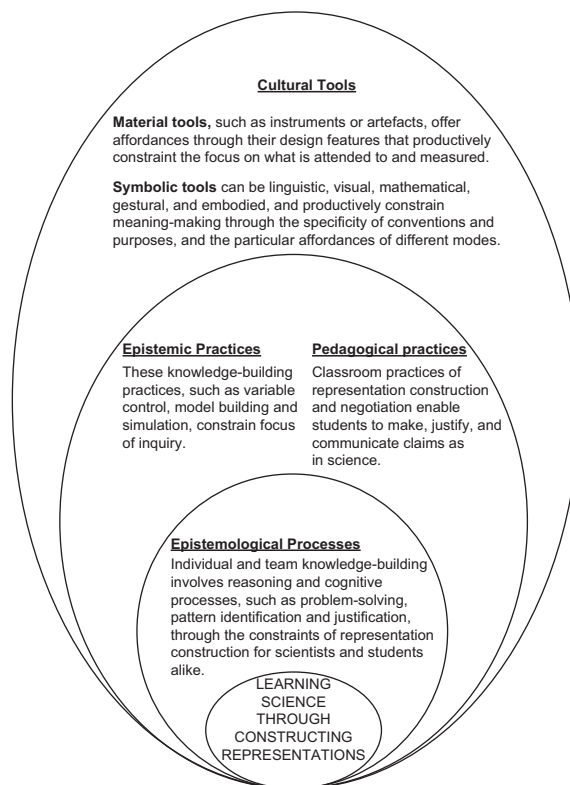 Cultural Tools
Material tools, such as instruments or artefacts, offer
affordances through their design features that productively
constraint the focus on what is attended to and measured.
Symbolic tools can be linguistic, visual, mathematical,
gestural, and embodied, and productively constrain
meaning-making through the specificity of conventions and
purposes, and the particular affordances of different modes.
Epistemic Practices
These knowledge-building
practices, such as variable
control, model building and
simulation, constrain focus
of inquiry.
Pedagogical practices
Classroom practices of
representation construction
and negotiation enable
students to make, justify, and
communicate claims as
in science.
Epistemological Processes
Individual and team knowledge-building
involves reasoning and cognitive
processes, such as problem-solving,
pattern identification and justification,
through the constraints of representation
construction for scientists and students
alike.
LEARNING
SCIENCE
THROUGH
CONSTRUCTING
REPRESENTATIONS